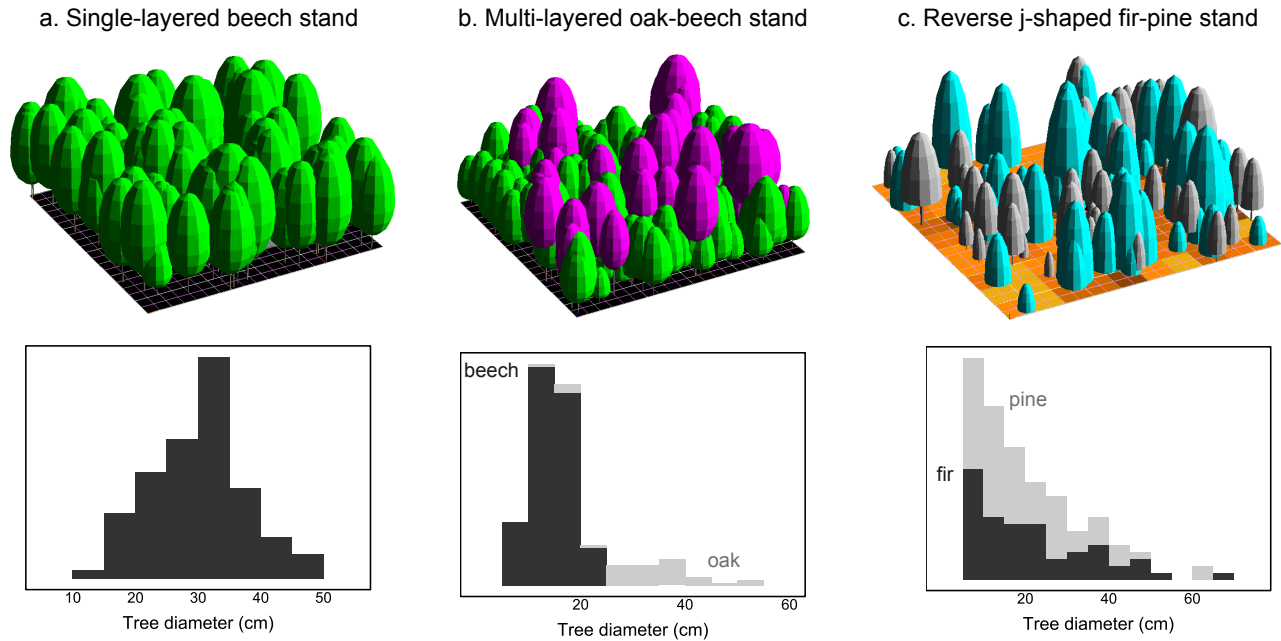 a. Single-layered beech stand
b. Multi-layered oak-beech stand
c. Reverse j-shaped fir-pine stand
beech
oak
pine
fir
10 20 30 40 50
20 40 60
20 40 60
Tree diameter (cm)
Tree diameter (cm)
Tree diameter (cm)